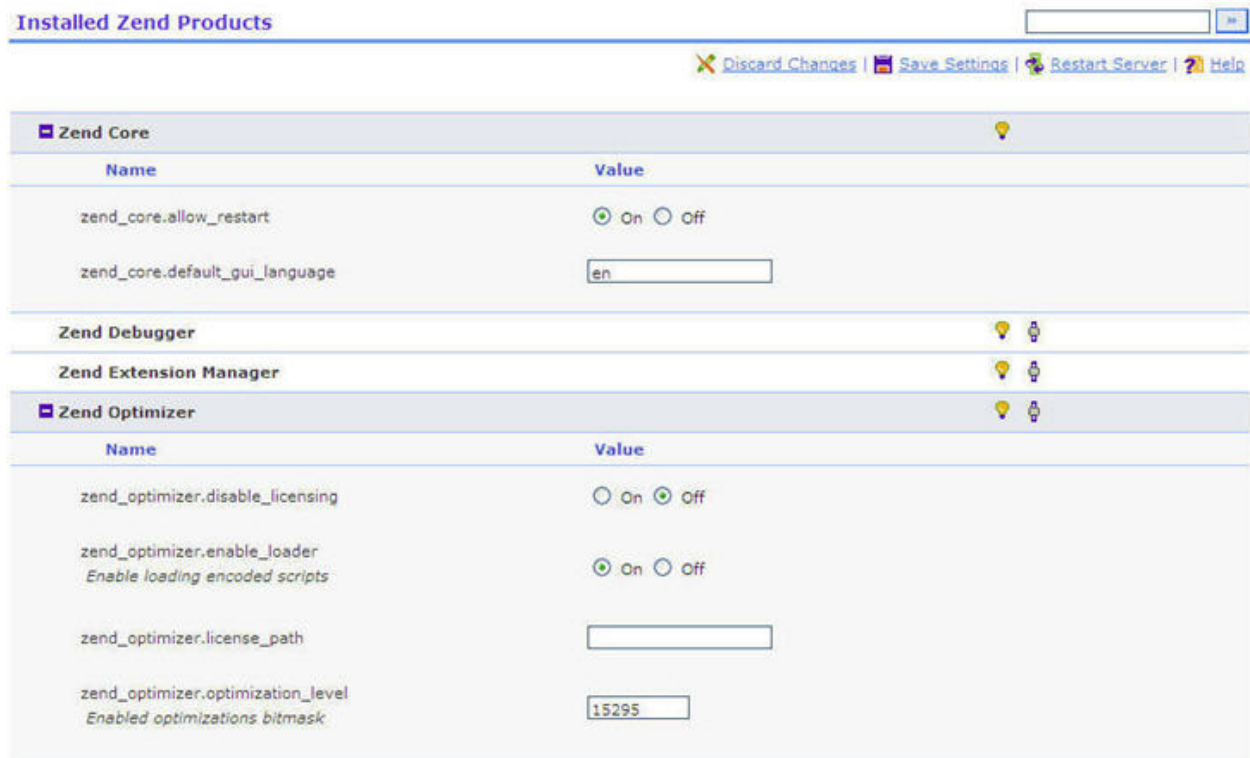 Installed Zend Products
Discard Changes | Save Settings | Restart Server | Help
Zend Core
Name Value
zend_core.allow_restart On Off
zend_core.default_gui_language en
Zend Debugger
Zend Extension Manager
Zend Optimizer
Name Value
zend_optimizer.disable_licensing On Off
zend_optimizer.enable_loader
Enable loading encoded scripts On Off
zend_optimizer.license_path
zend_optimizer.optimization_level
Enabled optimizations bitmask 15295